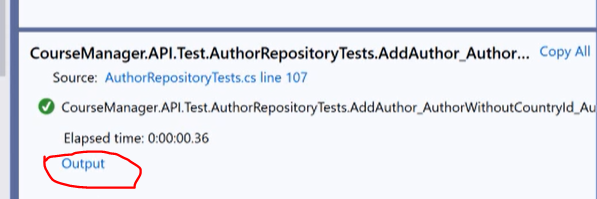 CourseManager.API.Test.AuthorRepositoryTests.AddAuthor_Author... Copy All
Source: AuthorRepositoryTests.cs line 107
CourseManager.API.Test.AuthorRepositoryTests.AddAuthor_AuthorWithoutCountryId_Au
Elapsed time: 0:00:00.36
Output